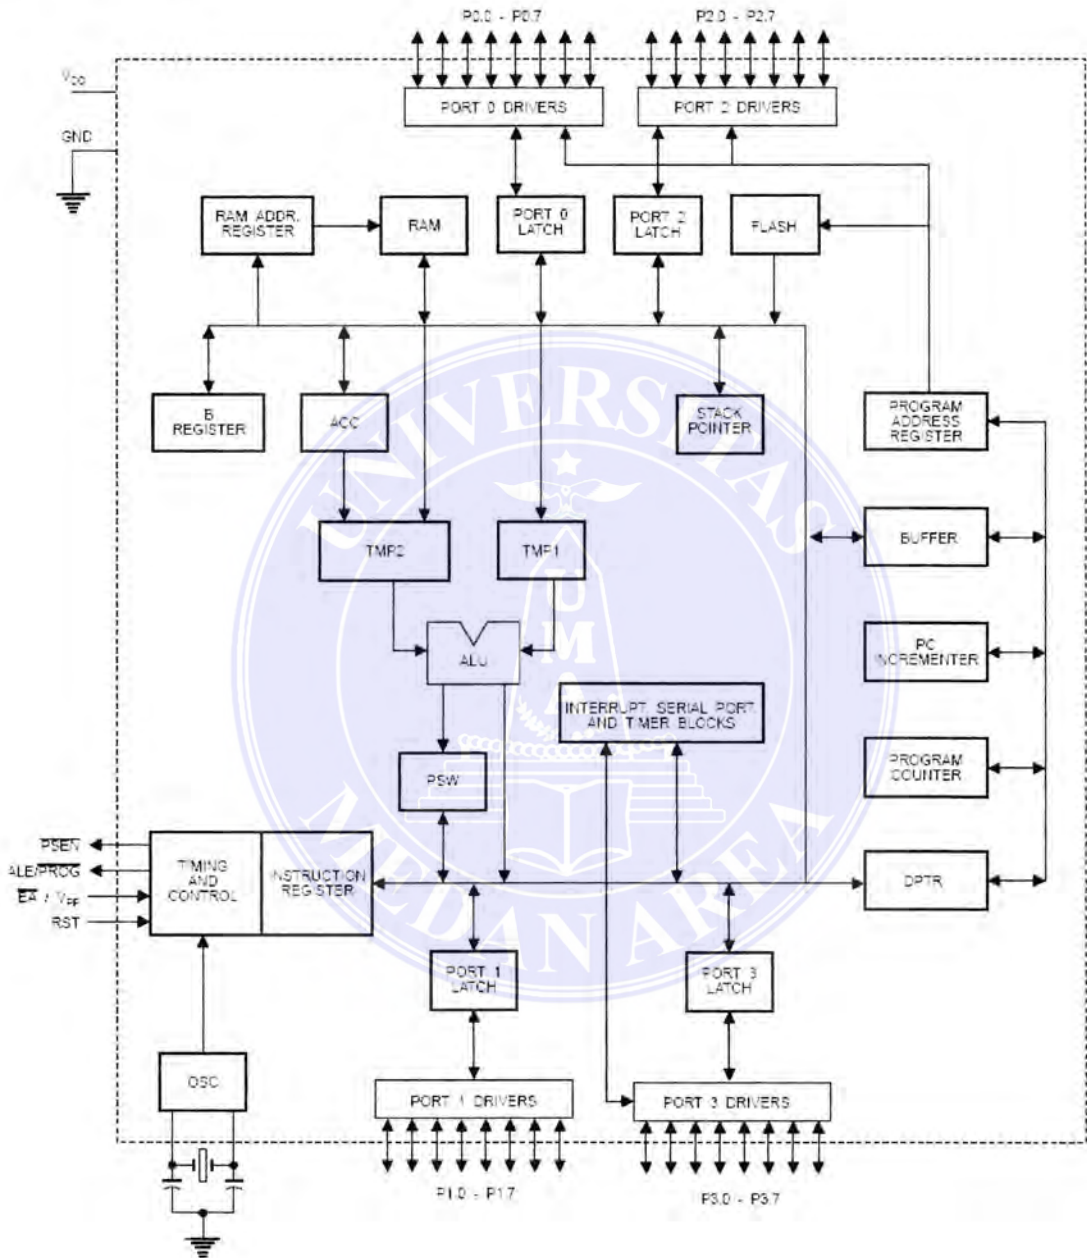 P0.0 - P0.7
P2.0 - P2.7
VCC
GND
PORT 0 DRIVERS
PORT 2 DRIVERS
RAM ADDR.
REGISTER
RAM
PORT 0
LATCH
PORT 2
LATCH
FLASH
B
REGISTER
ACC
STACK
POINTER
PROGRAM
ADDRESS
REGISTER
TMP2
TMP1
BUFFER
ALU
PC
INCREMENTER
INTERRUPT, SERIAL PORT,
AND TIMER BLOCKS
PSW
PROGRAM
COUNTER
PSEN
ALE/PROG
EA / VPP
RST
TIMING
AND
CONTROL
INSTRUCTION
REGISTER
DPTR
PORT 1
LATCH
PORT 3
LATCH
OSC
PORT 1 DRIVERS
PORT 3 DRIVERS
P1.0 - P1.7
P3.0 - P3.7
UNIVERSITAS
UMA
MEDAN AREA